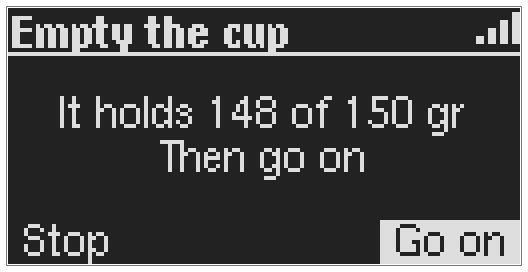 Empty the cup
It holds 148 of 150 gr
Then go on
Stop
Go on